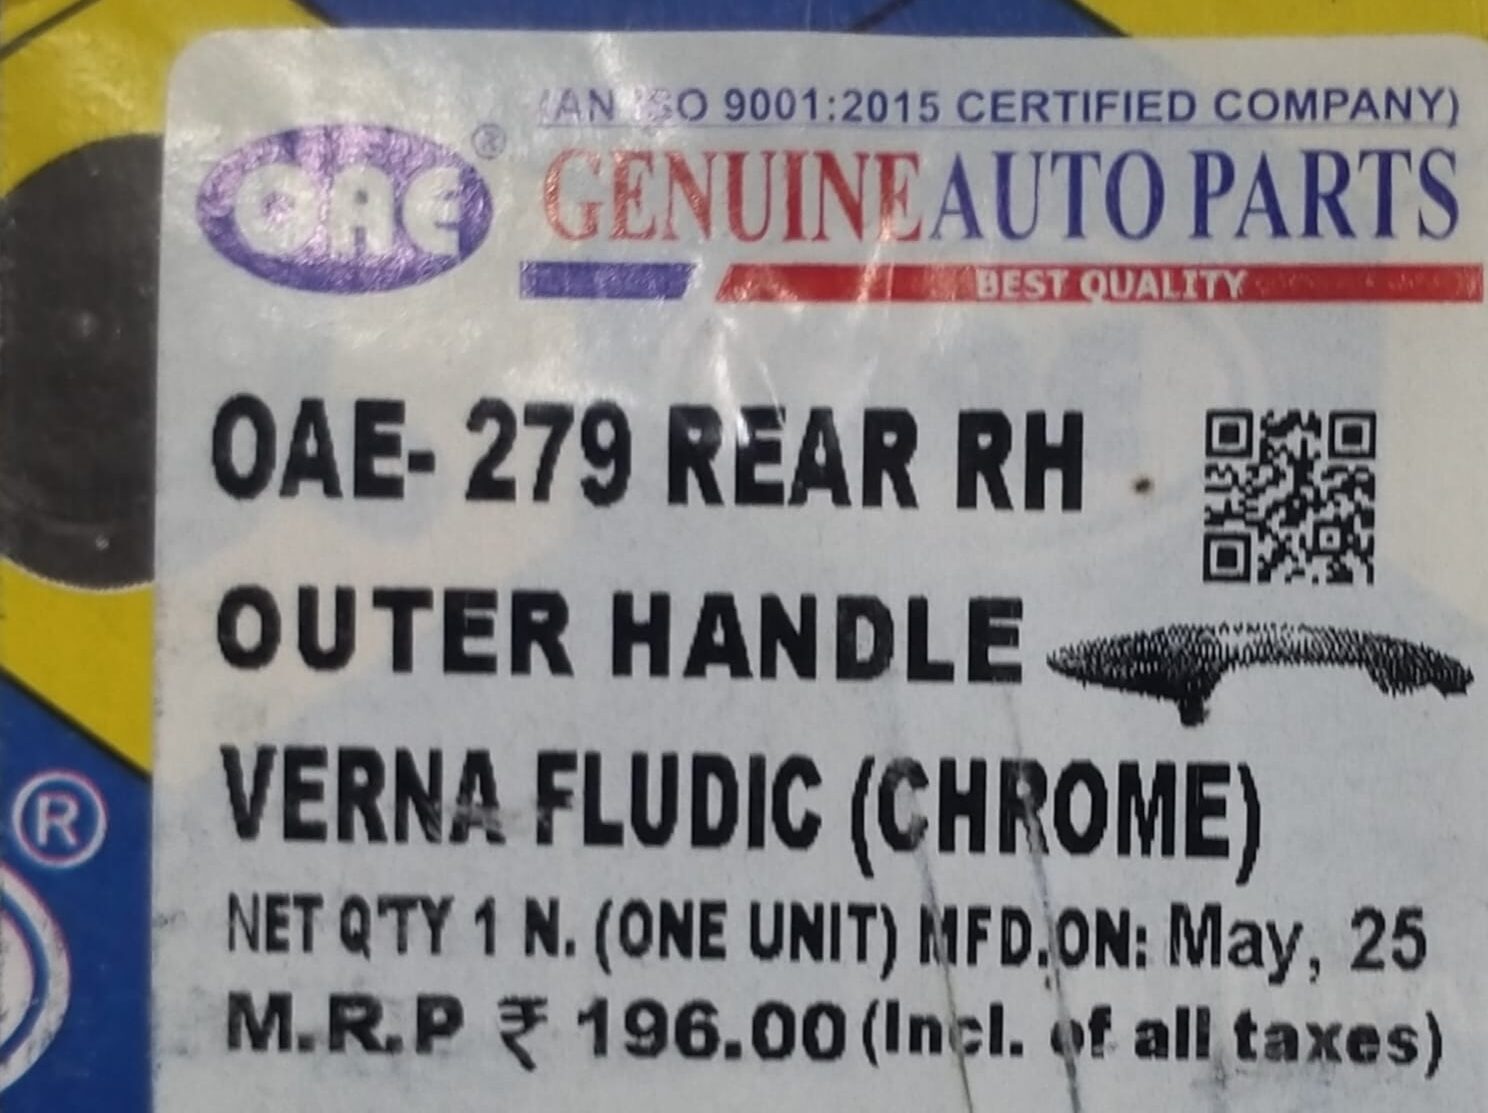 (AN ISO 9001:2015 CERTIFIED COMPANY)
OAE ®
GENUINE AUTO PARTS
BEST QUALITY
OAE- 279 REAR RH
OUTER HANDLE
VERNA FLUDIC (CHROME)
NET Q'TY 1 N. (ONE UNIT) MFD.ON: May, 25
M.R.P ₹ 196.00 (Incl. of all taxes)
®